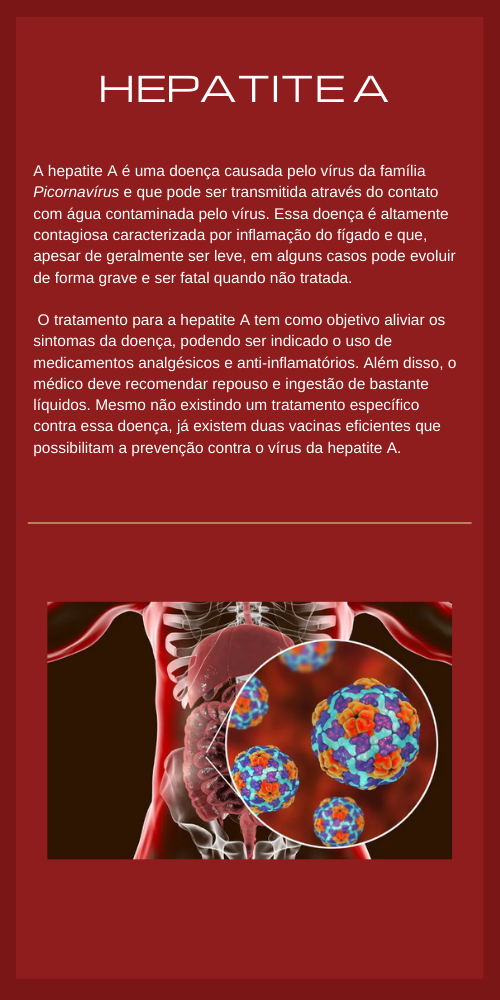 HEPATITE A
A hepatite A é uma doença causada pelo vírus da família
Picornavírus e que pode ser transmitida através do contato
com água contaminada pelo vírus. Essa doença é altamente
contagiosa caracterizada por inflamação do fígado e que,
apesar de geralmente ser leve, em alguns casos pode evoluir
de forma grave e ser fatal quando não tratada.
O tratamento para a hepatite A tem como objetivo aliviar os
sintomas da doença, podendo ser indicado o uso de
medicamentos analgésicos e anti-inflamatórios. Além disso, o
médico deve recomendar repouso e ingestão de bastante
líquidos. Mesmo não existindo um tratamento específico
contra essa doença, já existem duas vacinas eficientes que
possibilitam a prevenção contra o vírus da hepatite A.